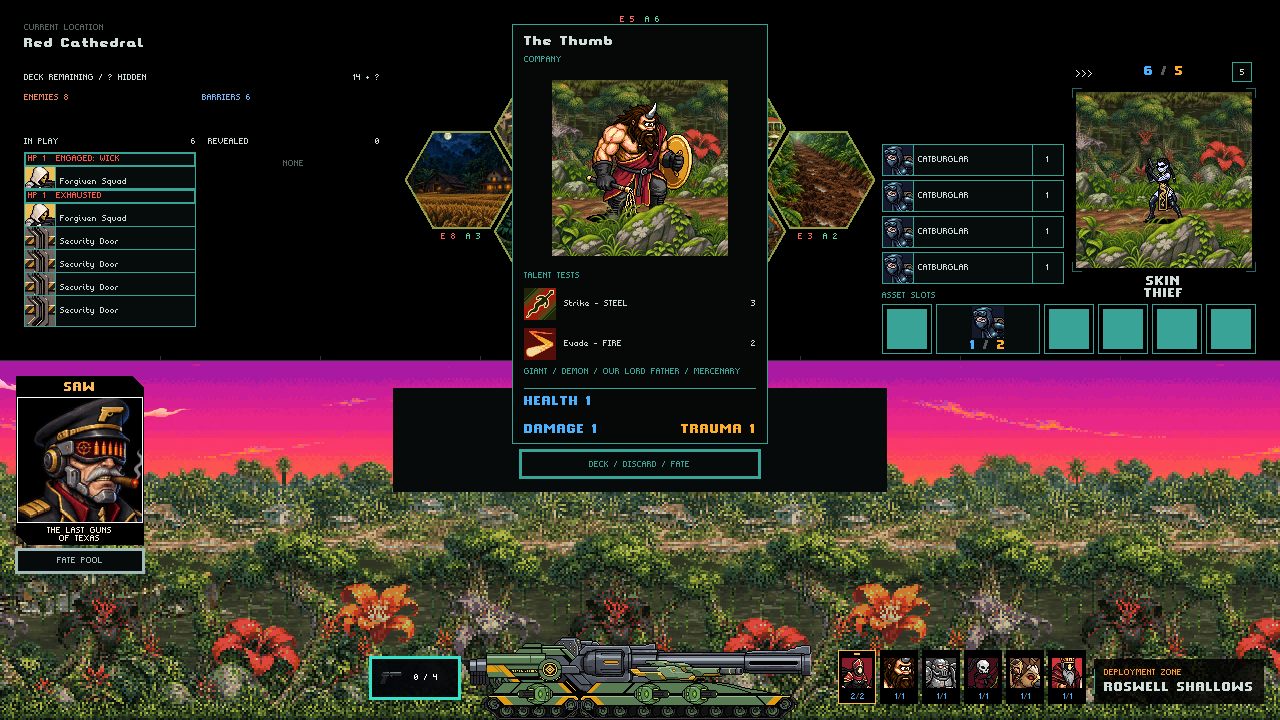 CURRENT LOCATION
Red Cathedral
DECK REMAINING / ? HIDDEN 14 + ?
ENEMIES 8 BARRIERS 6
IN PLAY 6 REVEALED 0
NONE
HP 1 ENGAGED: WICK
Forgiven Squad
HP 1 EXHAUSTED
Forgiven Squad
Security Door
Security Door
Security Door
Security Door
E 5 A 6
E 8 A 3
E 3 A 2
The Thumb
COMPANY
TALENT TESTS
Strike - STEEL 3
Evade - FIRE 2
GIANT / DEMON / OUR LORD FATHER / MERCENARY
HEALTH 1
DAMAGE 1 TRAUMA 1
DECK / DISCARD / FATE
>>> 6 / 5 5
CATBURGLAR 1
CATBURGLAR 1
CATBURGLAR 1
CATBURGLAR 1
SKIN
THIEF
ASSET SLOTS
1 / 2
SAW
THE LAST GUNS
OF TEXAS
FATE POOL
0 / 4
2/2 1/1 1/1 1/1 1/1 1/1
DEPLOYMENT ZONE
ROSWELL SHALLOWS